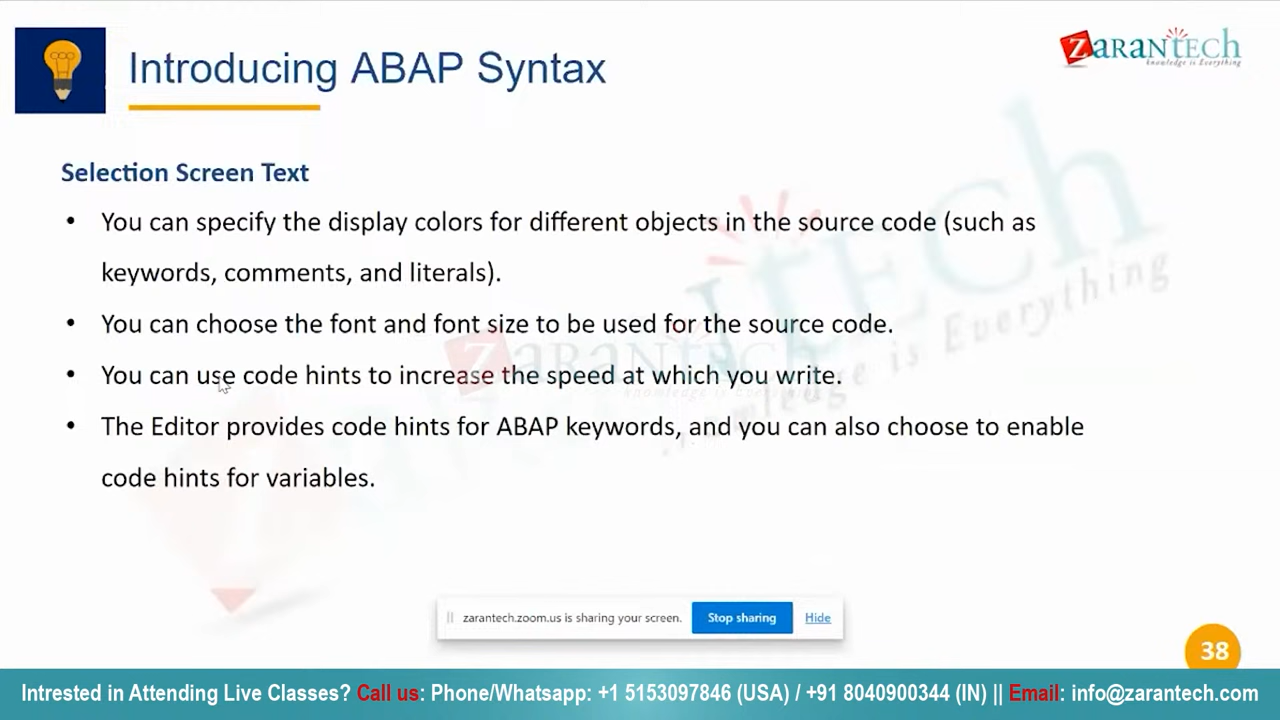 Introducing ABAP Syntax
ZARANTECH
knowledge is Everything
Selection Screen Text
• You can specify the display colors for different objects in the source code (such as
keywords, comments, and literals).
• You can choose the font and font size to be used for the source code.
• You can use code hints to increase the speed at which you write.
• The Editor provides code hints for ABAP keywords, and you can also choose to enable
code hints for variables.
ZARANTECH
knowledge is Everything
zarantech.zoom.us is sharing your screen. Stop sharing Hide
38
Intrested in Attending Live Classes? Call us: Phone/Whatsapp: +1 5153097846 (USA) / +91 8040900344 (IN) || Email: info@zarantech.com